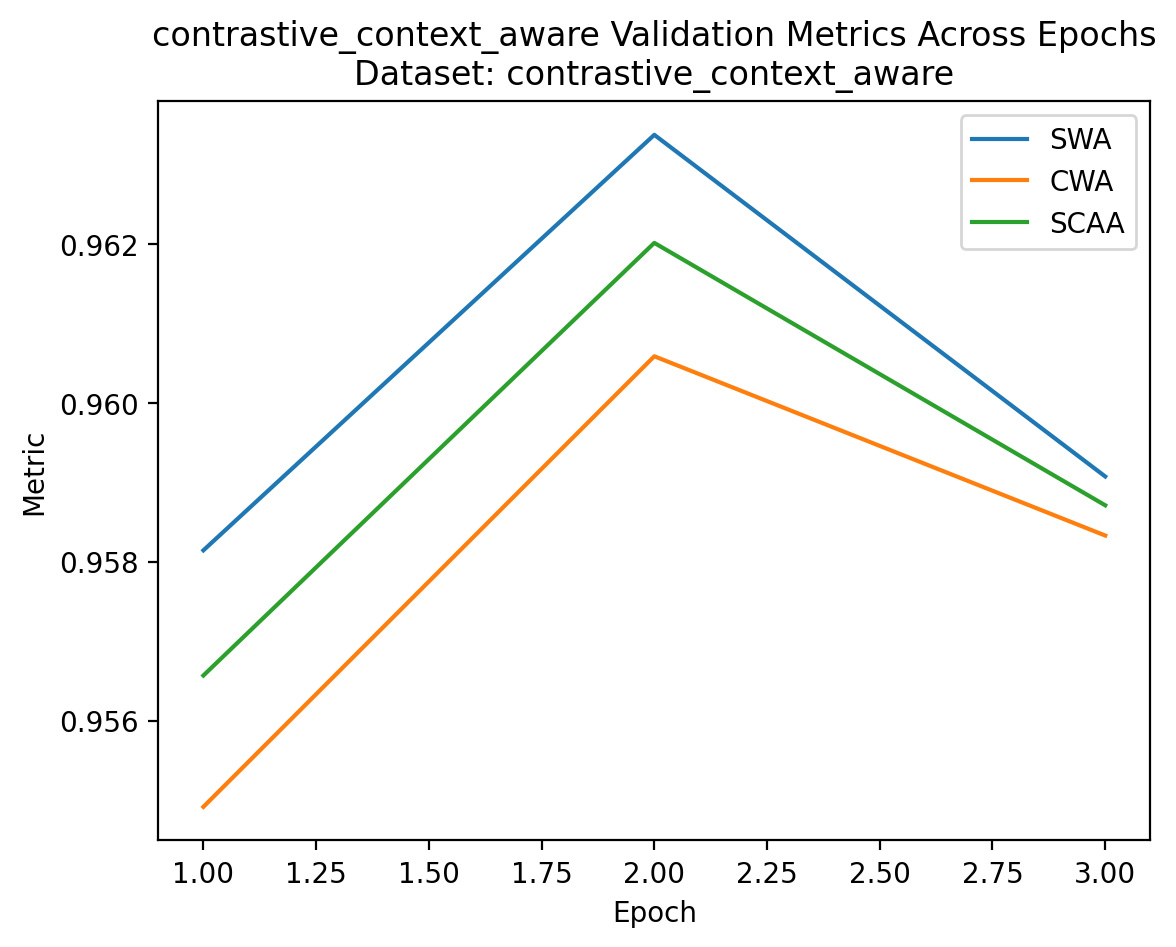 contrastive_context_aware Validation Metrics Across Epochs
Dataset: contrastive_context_aware
SWA
CWA
SCAA
0.962
0.960
0.958
0.956
Metric
1.00 1.25 1.50 1.75 2.00 2.25 2.50 2.75 3.00
Epoch